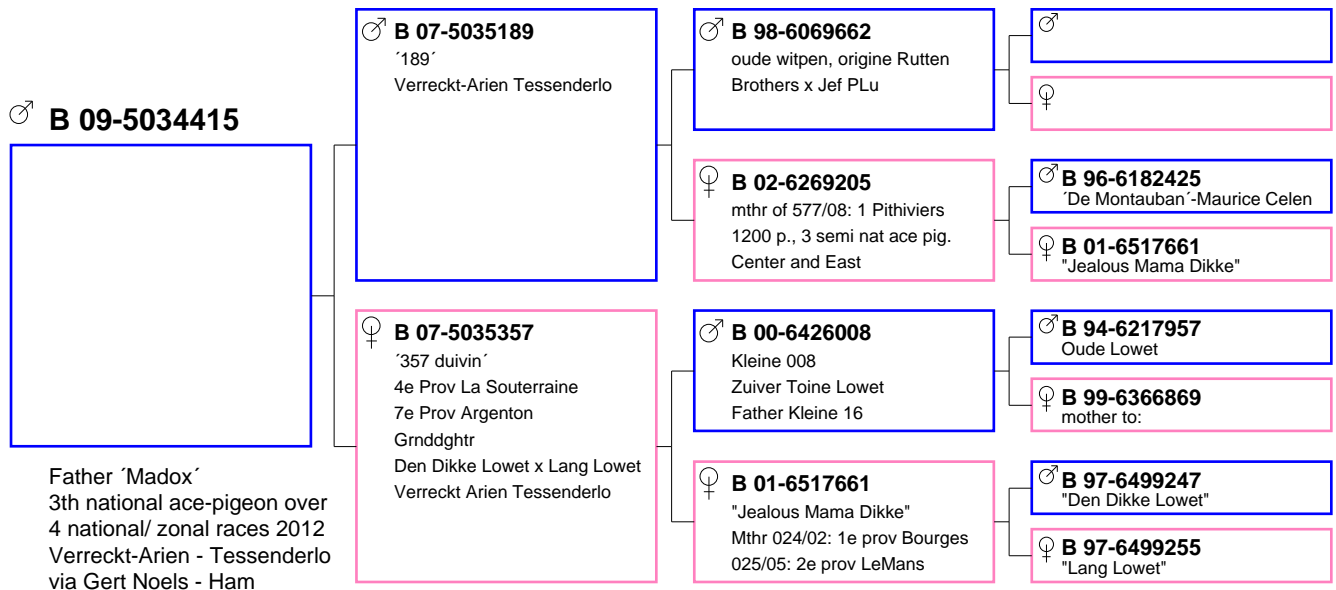 B 09-5034415
Father ´Madox´
3th national ace-pigeon over
4 national/ zonal races 2012
Verreckt-Arien - Tessenderlo
via Gert Noels - Ham
B 07-5035189
´189´
Verreckt-Arien Tessenderlo
B 07-5035357
´357 duivin´
4e Prov La Souterraine
7e Prov Argenton
Grnddghtr
Den Dikke Lowet x Lang Lowet
Verreckt Arien Tessenderlo
B 98-6069662
oude witpen, origine Rutten
Brothers x Jef PLu
B 02-6269205
mthr of 577/08: 1 Pithiviers
1200 p., 3 semi nat ace pig.
Center and East
B 00-6426008
Kleine 008
Zuiver Toine Lowet
Father Kleine 16
B 01-6517661
"Jealous Mama Dikke"
Mthr 024/02: 1e prov Bourges
025/05: 2e prov LeMans
B 96-6182425
´De Montauban´-Maurice Celen
B 01-6517661
"Jealous Mama Dikke"
B 94-6217957
Oude Lowet
B 99-6366869
mother to:
B 97-6499247
"Den Dikke Lowet"
B 97-6499255
"Lang Lowet"